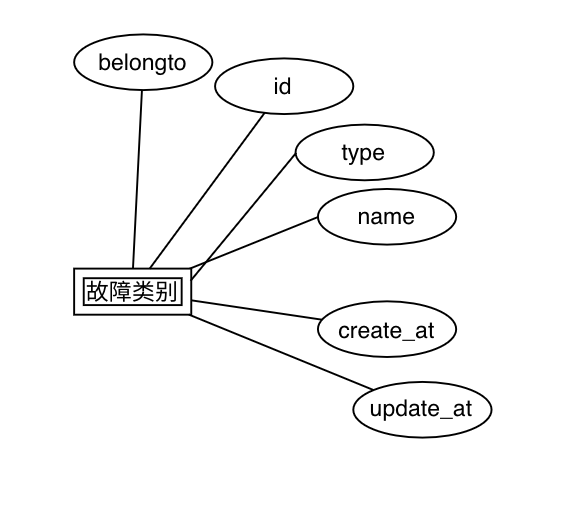 belongto
id
type
name
故障类别
create_at
update_at